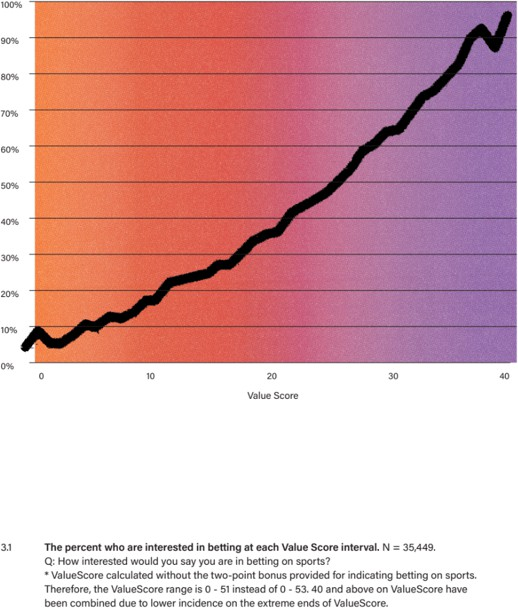 100%
90%
80%
70%
60%
50%
40%
30%
20%
10%
0%
0 10 20 30 40
Value Score
3.1 The percent who are interested in betting at each Value Score interval. N = 35,449.
Q: How interested would you say you are in betting on sports?
* ValueScore calculated without the two-point bonus provided for indicating betting on sports.
Therefore, the ValueScore range is 0 - 51 instead of 0 - 53. 40 and above on ValueScore have
been combined due to lower incidence on the extreme ends of ValueScore.